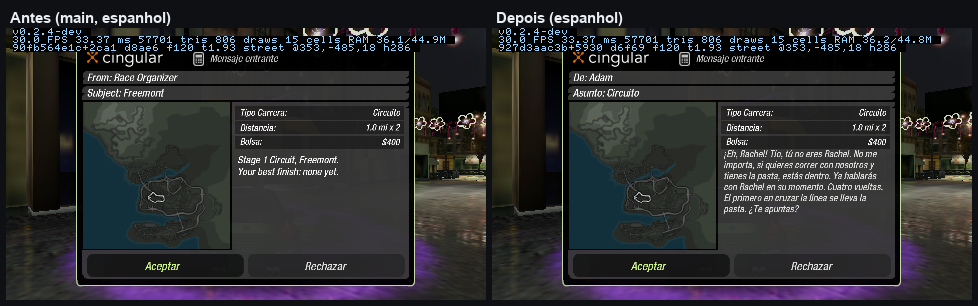 Antes (main, espanhol)
v0.2.4-dev
30.0 FPS 33.37 ms 57701 tris 806 draws 15 cells RAM 36.1/44.9M
90fb564e1c+2ca1 d8ae6 f120 t1.93 street @353,-485,18 h286
cingular Mensaje entrante
From: Race Organizer
Subject: Freemont
Tipo Carrera: Circuito
Distancia: 1.0 mi x 2
Bolsa: $400
Stage 1 Circuit, Freemont.
Your best finish: none yet.
Aceptar Rechazar
Depois (espanhol)
v0.2.4-dev
30.0 FPS 33.37 ms 57701 tris 806 draws 15 cells RAM 36.2/44.8M
927d3aac3b+5930 d6f69 f120 t1.93 street @353,-485,18 h286
cingular Mensaje entrante
De: Adam
Asunto: Circuito
Tipo Carrera: Circuito
Distancia: 1.0 mi x 2
Bolsa: $400
¡Eh, Rachel! Tío, tú no eres Rachel. No me
importa, si quieres correr con nosotros y
tienes la pasta, estás dentro. Ya hablarás
con Rachel en su momento. Cuatro vueltas.
El primero en cruzar la línea se lleva la
pasta. ¿Te apuntas?
Aceptar Rechazar